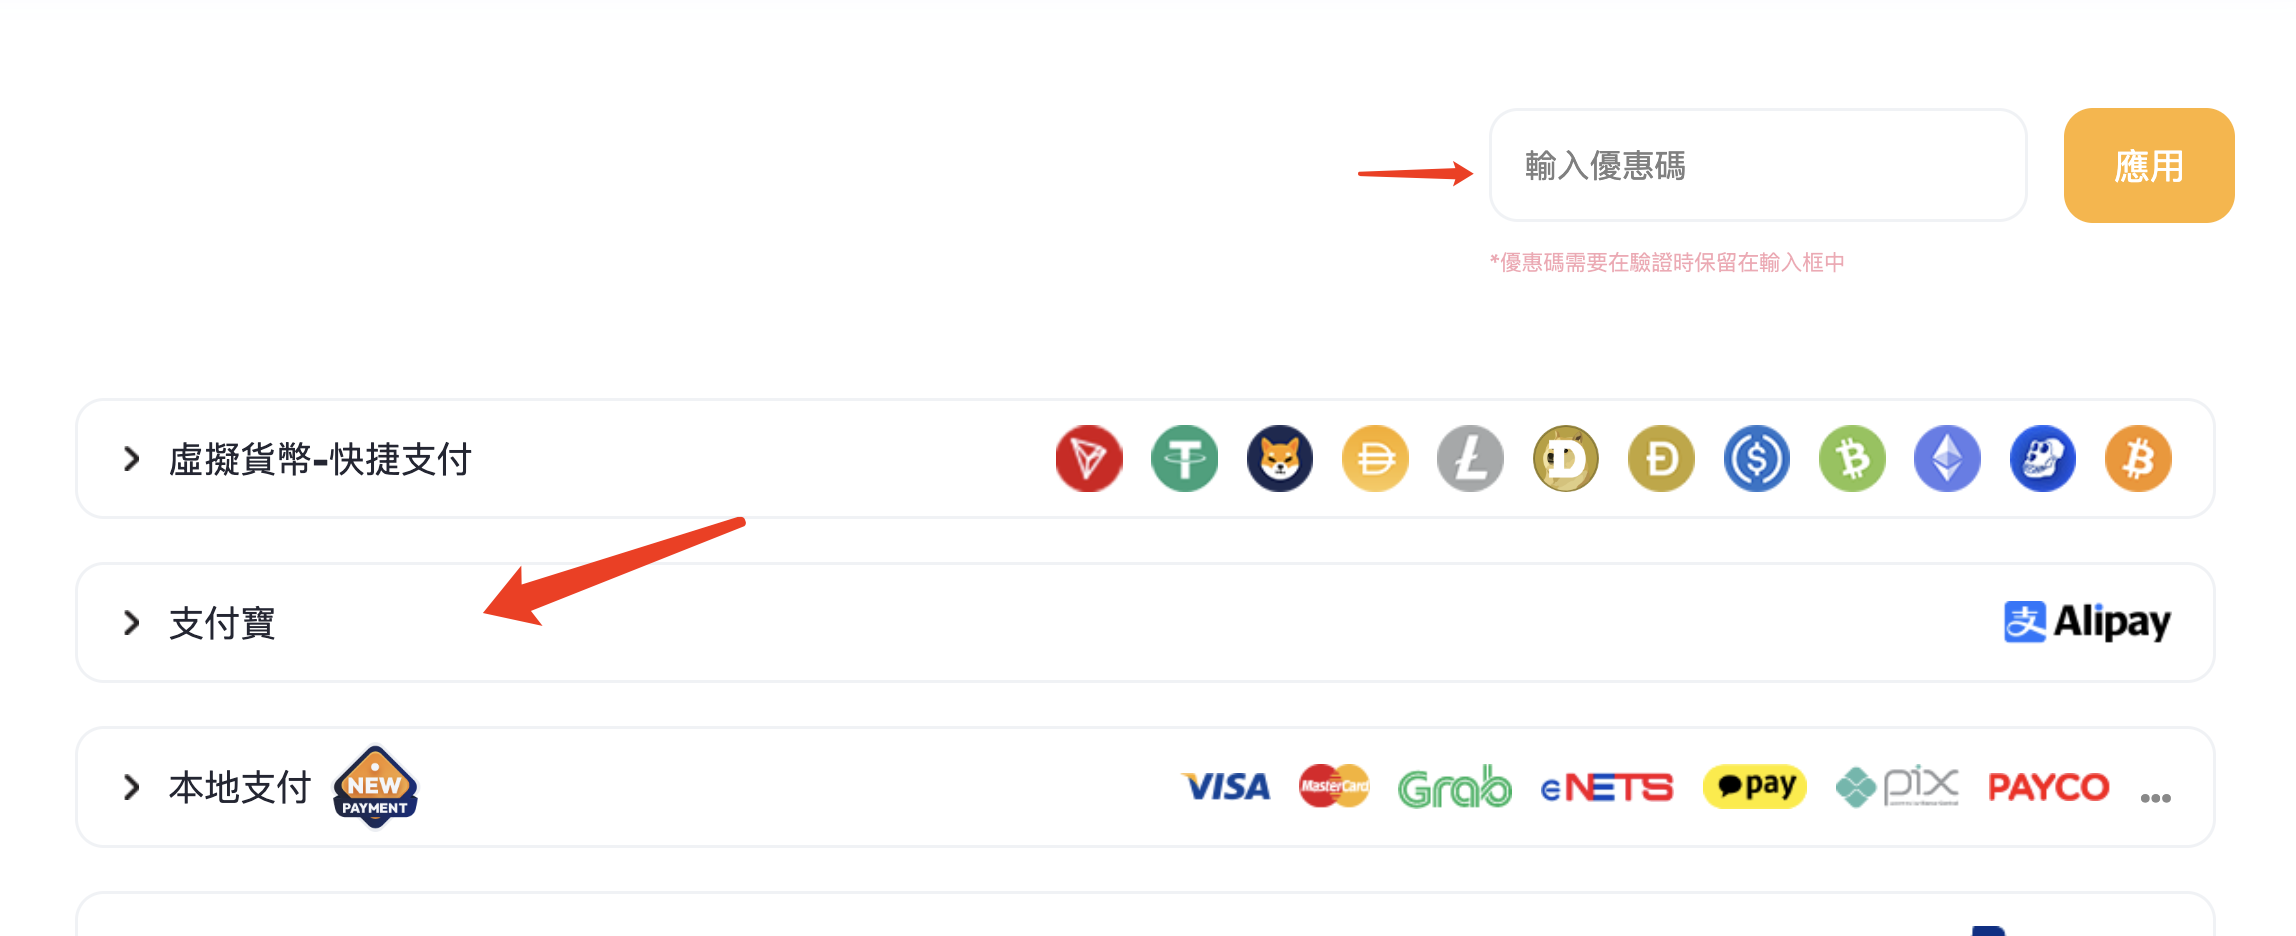 輸入優惠碼
應用
*優惠碼需要在驗證時保留在輸入框中
虛擬貨幣-快捷支付
支付寶
支 Alipay
本地支付
NEW
PAYMENT
VISA MasterCard Grab eNETS pay pix PAYCO ...